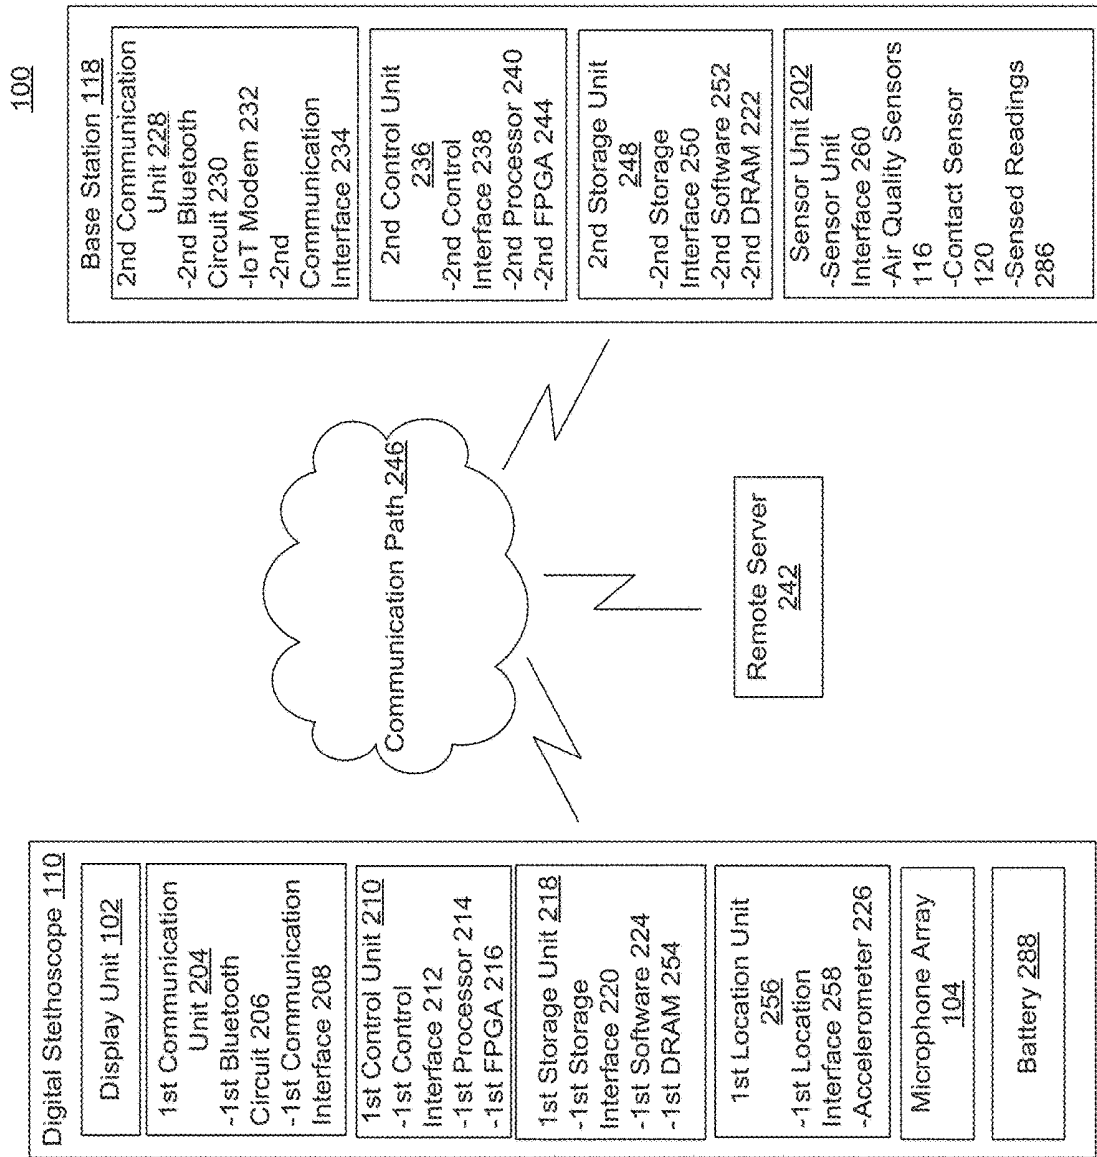 100
Digital Stethoscope 110
Display Unit 102
1st Communication
Unit 204
-1st Bluetooth
Circuit 206
-1st Communication
Interface 208
1st Control Unit 210
-1st Control
Interface 212
-1st Processor 214
-1st FPGA 216
1st Storage Unit 218
-1st Storage
Interface 220
-1st Software 224
-1st DRAM 254
1st Location Unit
256
-1st Location
Interface 258
-Accelerometer 226
Microphone Array
104
Battery 288
Communication Path 246
Remote Server
242
Base Station 118
2nd Communication
Unit 228
-2nd Bluetooth
Circuit 230
-IoT Modem 232
-2nd
Communication
Interface 234
2nd Control Unit
236
-2nd Control
Interface 238
-2nd Processor 240
-2nd FPGA 244
2nd Storage Unit
248
-2nd Storage
Interface 250
-2nd Software 252
-2nd DRAM 222
Sensor Unit 202
-Sensor Unit
Interface 260
-Air Quality Sensors
116
-Contact Sensor
120
-Sensed Readings
286